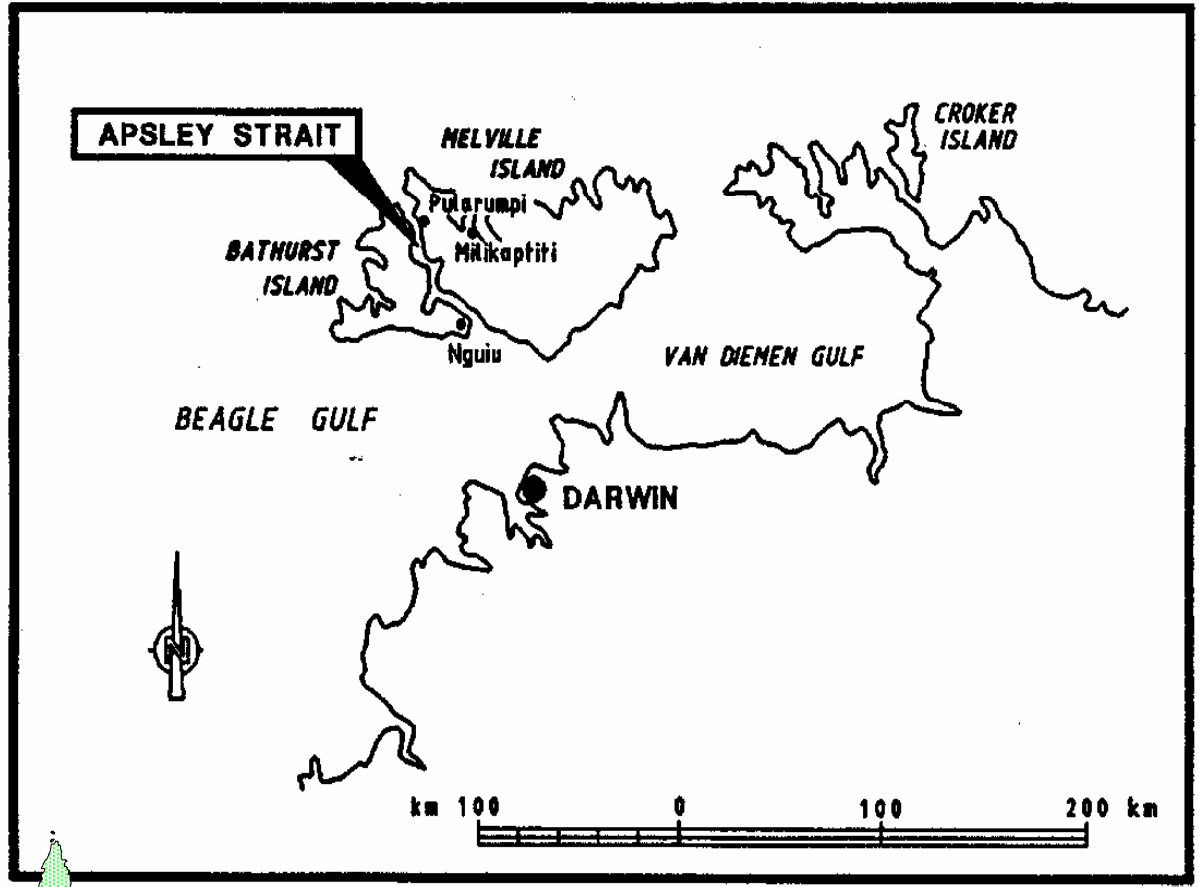 APSLEY STRAIT
MELVILLE
ISLAND
CROKER
ISLAND
Pularumpi
Milikaptiti
BATHURST
ISLAND
Nguiu
VAN DIEMEN GULF
BEAGLE GULF
DARWIN
N
km 100 0 100 200 km